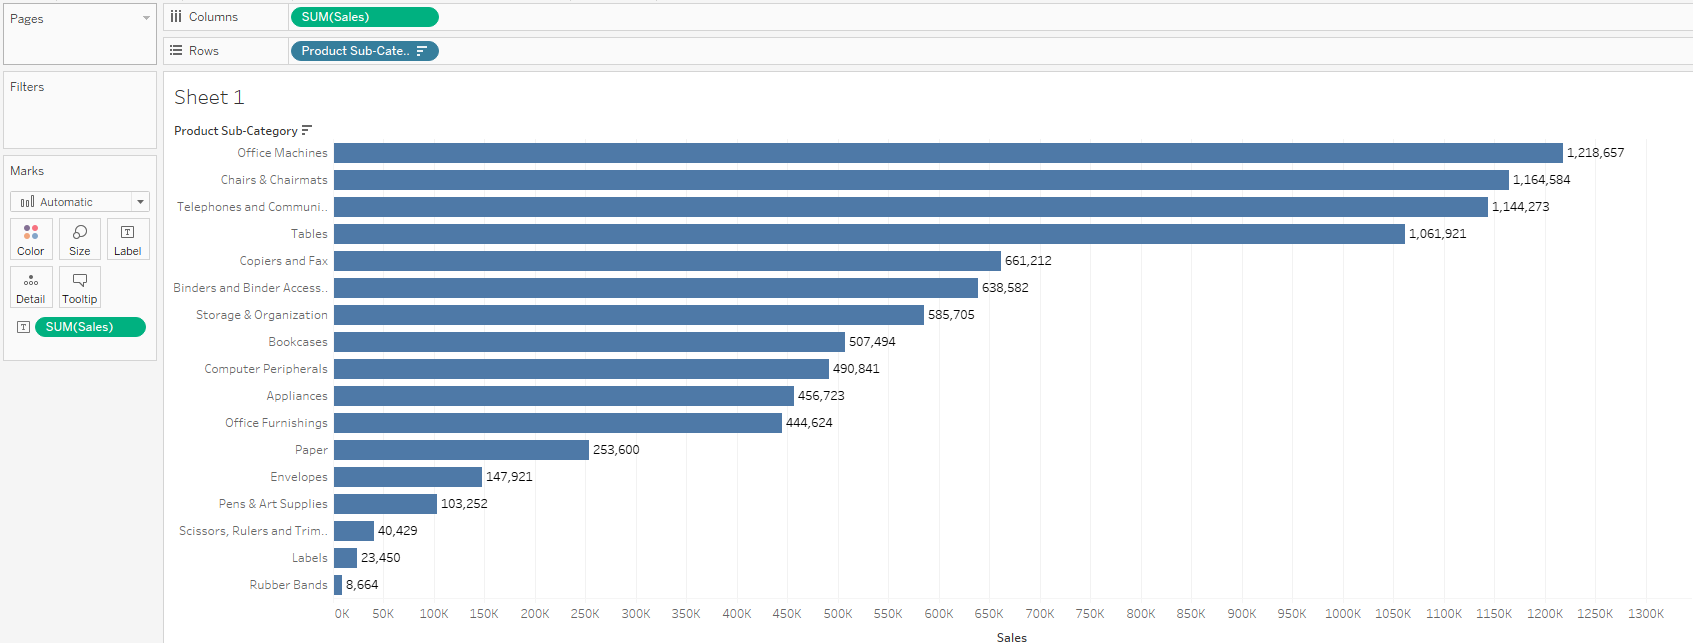 Pages
Columns
SUM(Sales)
Rows
Product Sub-Cate..
Filters
Marks
Automatic
Color
Size
Label
Detail
Tooltip
SUM(Sales)
Sheet 1
Product Sub-Category
Office Machines 1,218,657
Chairs & Chairmats 1,164,584
Telephones and Communi.. 1,144,273
Tables 1,061,921
Copiers and Fax 661,212
Binders and Binder Access.. 638,582
Storage & Organization 585,705
Bookcases 507,494
Computer Peripherals 490,841
Appliances 456,723
Office Furnishings 444,624
Paper 253,600
Envelopes 147,921
Pens & Art Supplies 103,252
Scissors, Rulers and Trim.. 40,429
Labels 23,450
Rubber Bands 8,664
0K 50K 100K 150K 200K 250K 300K 350K 400K 450K 500K 550K 600K 650K 700K 750K 800K 850K 900K 950K 1000K 1050K 1100K 1150K 1200K 1250K 1300K
Sales